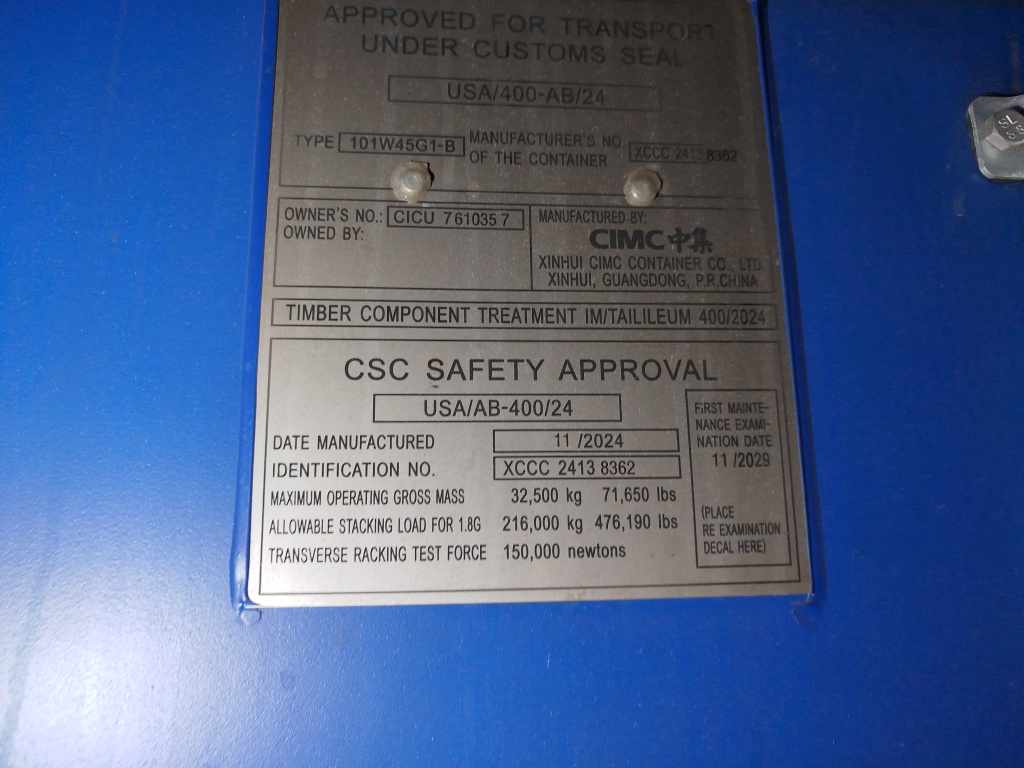 APPROVED FOR TRANSPORT
UNDER CUSTOMS SEAL
USA/400-AB/24
TYPE 101W45G1-B MANUFACTURER'S NO.
OF THE CONTAINER XCCC 2413 8362
OWNER'S NO.: CICU 761035 7
OWNED BY:
MANUFACTURED BY:
CIMC 中集
XINHUI CIMC CONTAINER CO., LTD
XINHUI, GUANGDONG, P.R.CHINA
TIMBER COMPONENT TREATMENT IM/TAILILEUM 400/2024
CSC SAFETY APPROVAL
USA/AB-400/24
DATE MANUFACTURED 11 /2024
IDENTIFICATION NO. XCCC 2413 8362
MAXIMUM OPERATING GROSS MASS 32,500 kg 71,650 lbs
ALLOWABLE STACKING LOAD FOR 1.8G 216,000 kg 476,190 lbs
TRANSVERSE RACKING TEST FORCE 150,000 newtons
FIRST MAINTE-
NANCE EXAMI-
NATION DATE
11 /2029
(PLACE
RE EXAMINATION
DECAL HERE)